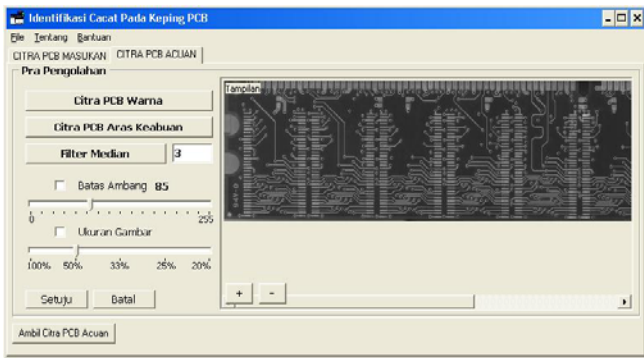 Identifikasi Cacat Pada Keping PCB
File Tentang Bantuan
CITRA PCB MASUKAN CITRA PCB ACUAN
Pra Pengolahan
Tampilan
Citra PCB Warna
Citra PCB Aras Keabuan
Filter Median 3
Batas Ambang 85
0 255
Ukuran Gambar
100% 50% 33% 25% 20%
Setuju Batal + -
Ambil Citra PCB Acuan